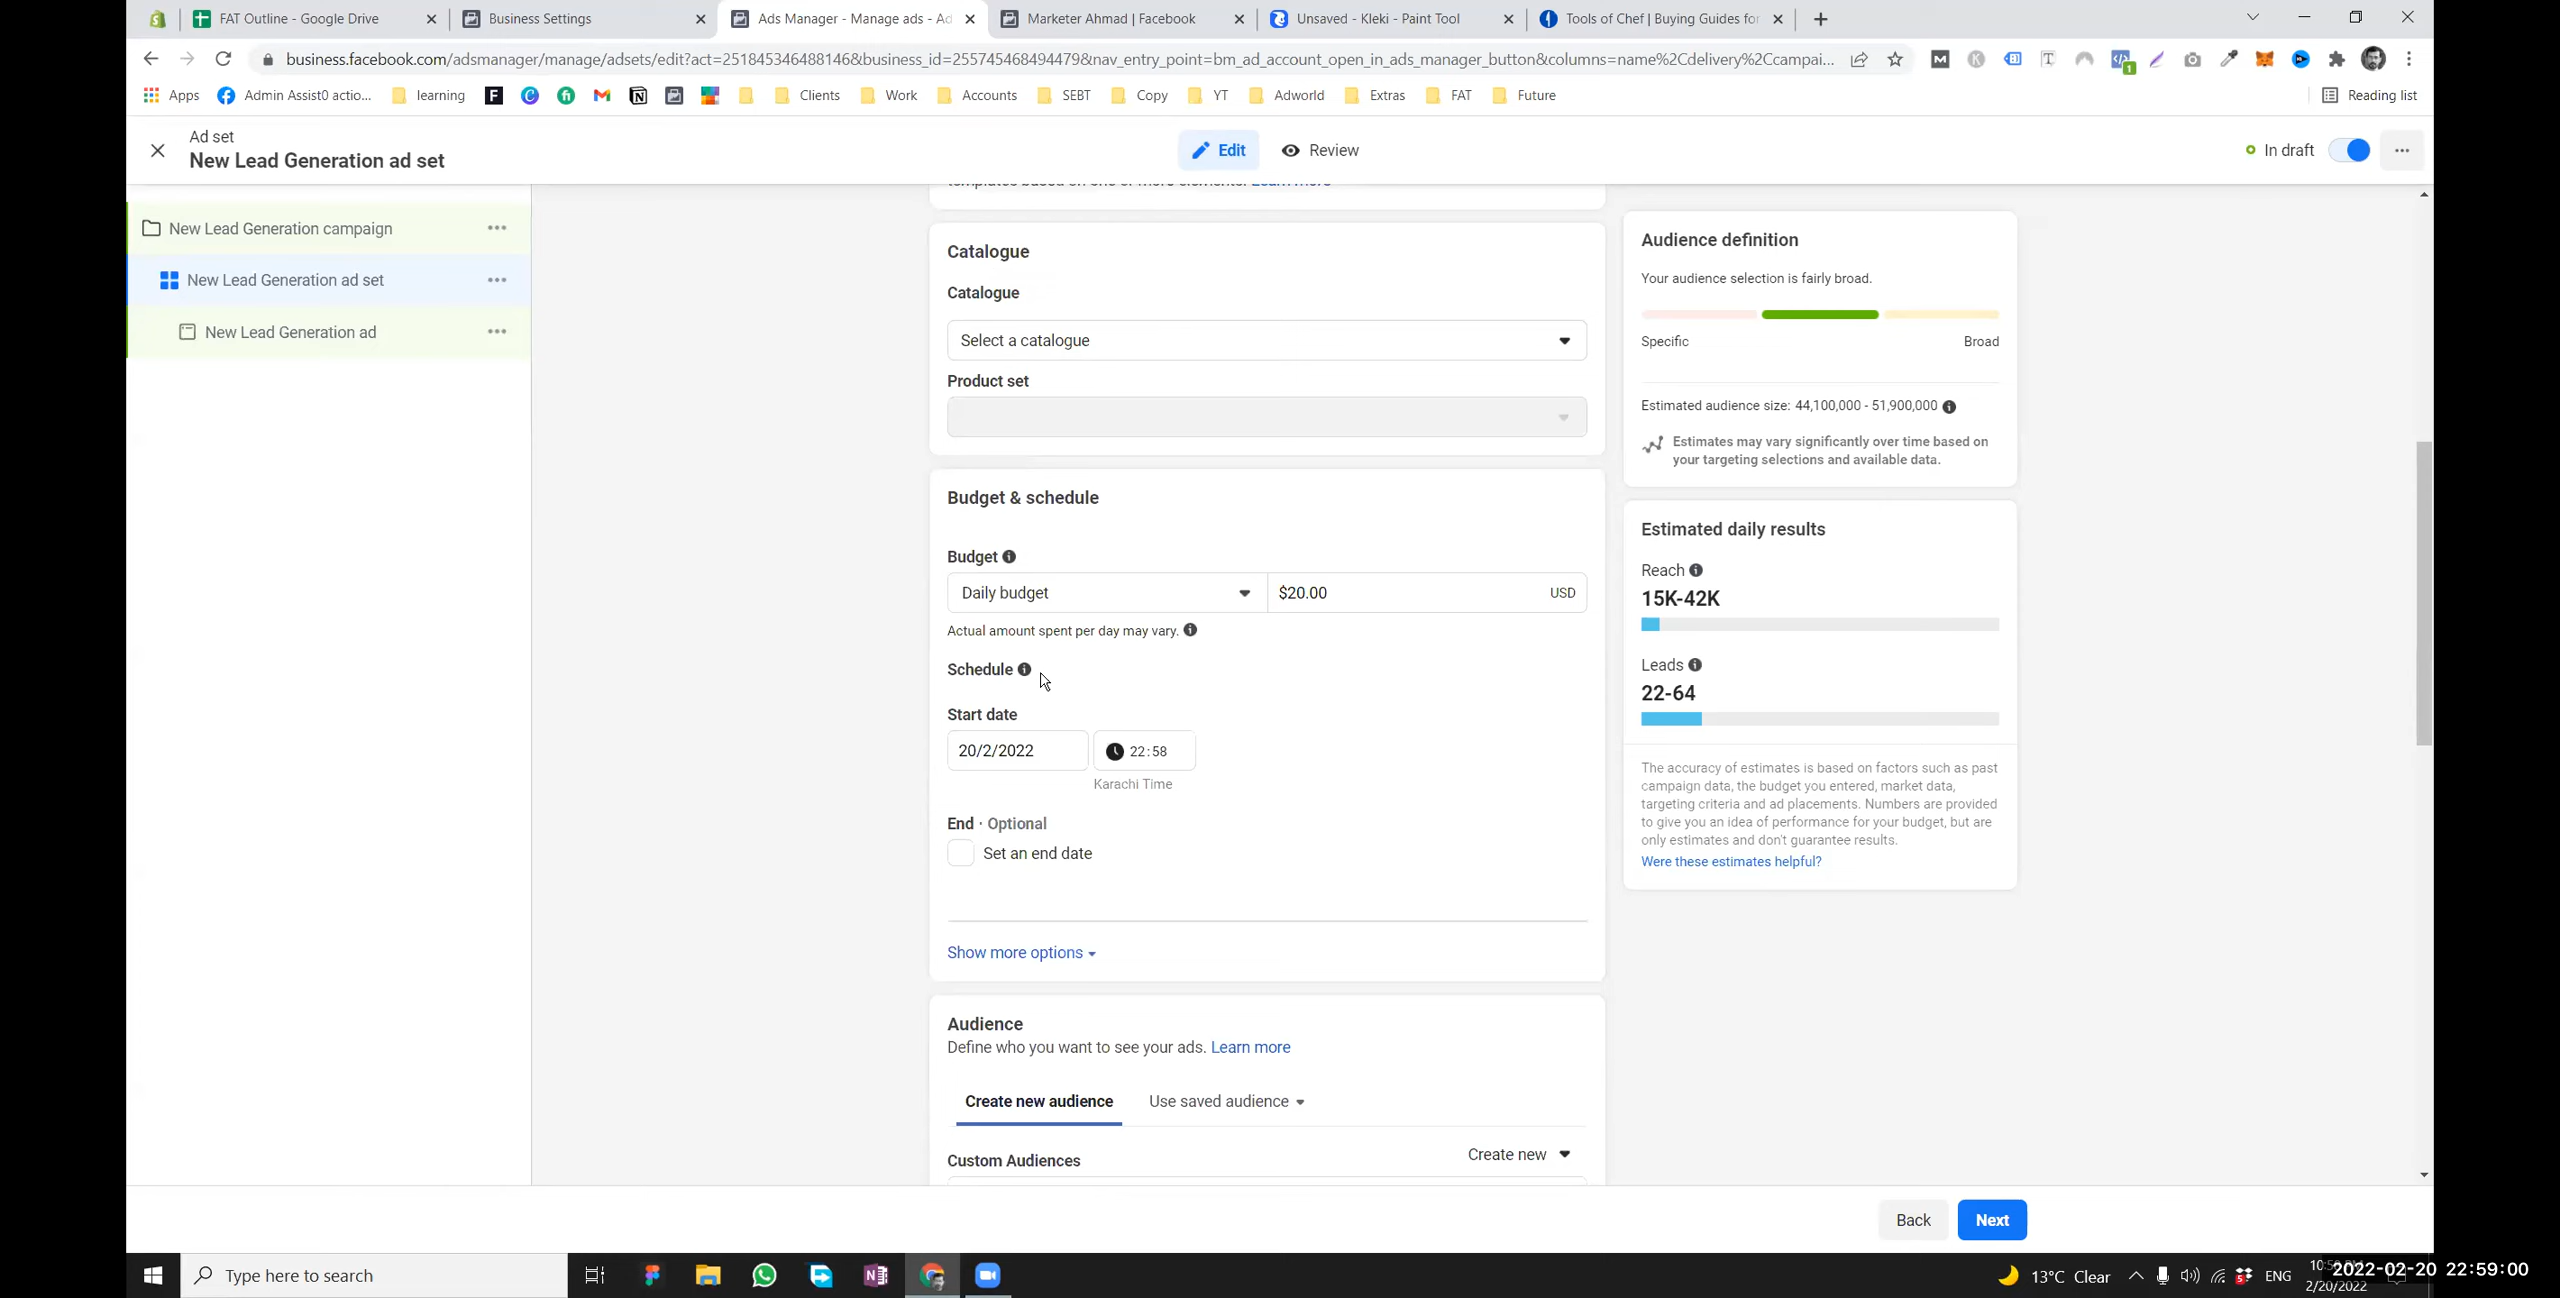 FAT Outline - Google Drive
Business Settings
Ads Manager - Manage ads - Ad
Marketer Ahmad | Facebook
Unsaved - Kleki - Paint Tool
Tools of Chef | Buying Guides for
business.facebook.com/adsmanager/manage/adsets/edit?act=251845346488146&business_id=255745468494479&nav_entry_point=bm_ad_account_open_in_ads_manager_button&columns=name%2Cdelivery%2Ccampai...
Apps
Admin Assist0 actio...
learning
Clients
Work
Accounts
SEBT
Copy
YT
Adworld
Extras
FAT
Future
Reading list
Ad set
New Lead Generation ad set
Edit
Review
In draft
New Lead Generation campaign
New Lead Generation ad set
New Lead Generation ad
templates based on one or more elements. Learn more
Catalogue
Catalogue
Select a catalogue
Product set
Budget & schedule
Budget
Daily budget
$20.00
USD
Actual amount spent per day may vary.
Schedule
Start date
20/2/2022
22:58
Karachi Time
End · Optional
Set an end date
Show more options
Audience
Define who you want to see your ads. Learn more
Create new audience
Use saved audience
Custom Audiences
Create new
Audience definition
Your audience selection is fairly broad.
Specific
Broad
Estimated audience size: 44,100,000 - 51,900,000
Estimates may vary significantly over time based on
your targeting selections and available data.
Estimated daily results
Reach
15K-42K
Leads
22-64
The accuracy of estimates is based on factors such as past
campaign data, the budget you entered, market data,
targeting criteria and ad placements. Numbers are provided
to give you an idea of performance for your budget, but are
only estimates and don't guarantee results.
Were these estimates helpful?
Back
Next
Type here to search
13°C Clear
ENG
2/20/2022
2022-02-20 22:59:00